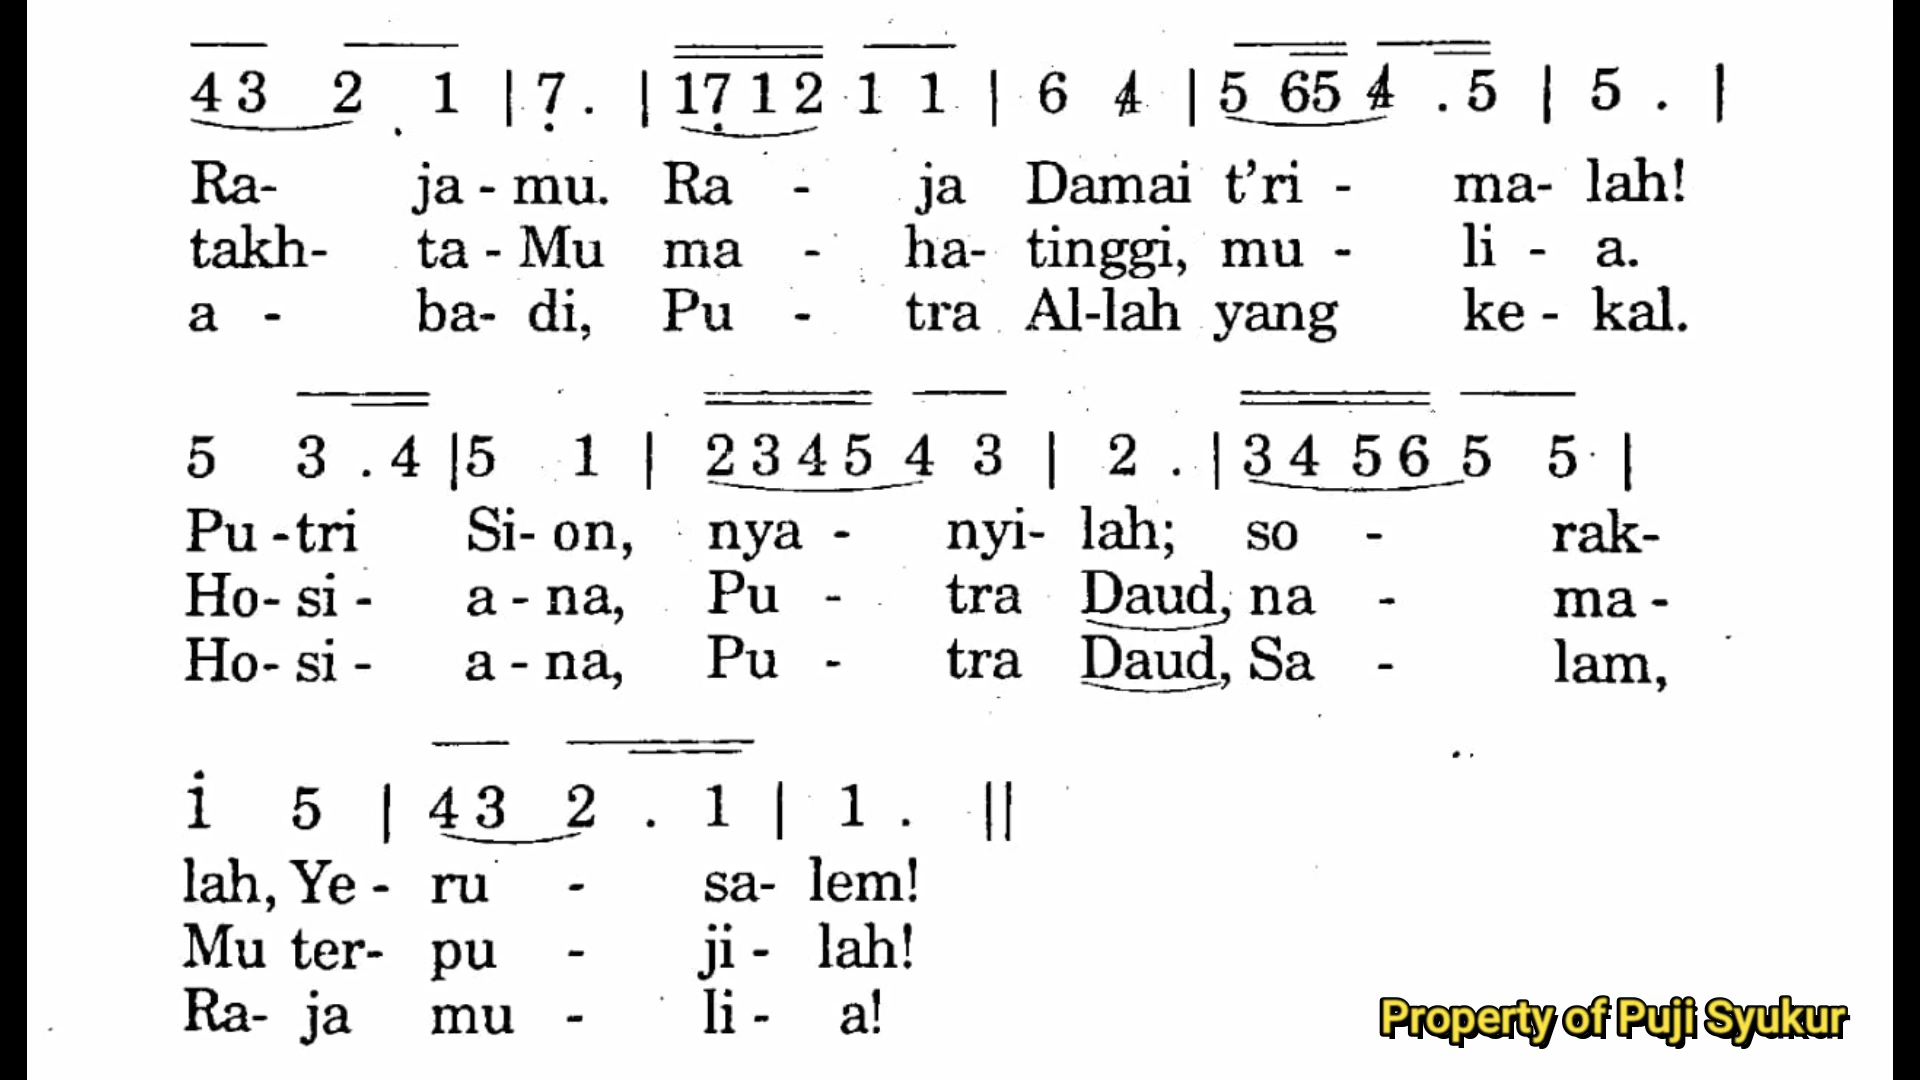 43 2 . 1 | 7 . | 1712 1 1 | 6 4 | 5 65 4 . 5 | 5 . |
Ra- ja - mu. Ra - ja Damai t’ri - ma- lah!
takh- ta - Mu ma - ha- tinggi, mu - li - a.
a - ba- di, Pu - tra Al-lah yang ke - kal.
5 3 . 4 | 5 1 | 2345 4 3 | 2 . | 34 56 5 5 |
Pu -tri Si- on, nya - nyi- lah; so - rak-
Ho- si - a - na, Pu - tra Daud, na - ma -
Ho- si - a - na, Pu - tra Daud, Sa - lam,
1 5 | 43 2 . 1 | 1 . ||
lah, Ye - ru - sa- lem!
Mu ter- pu - ji - lah!
Ra- ja mu - li - a!
Property of Puji Syukur